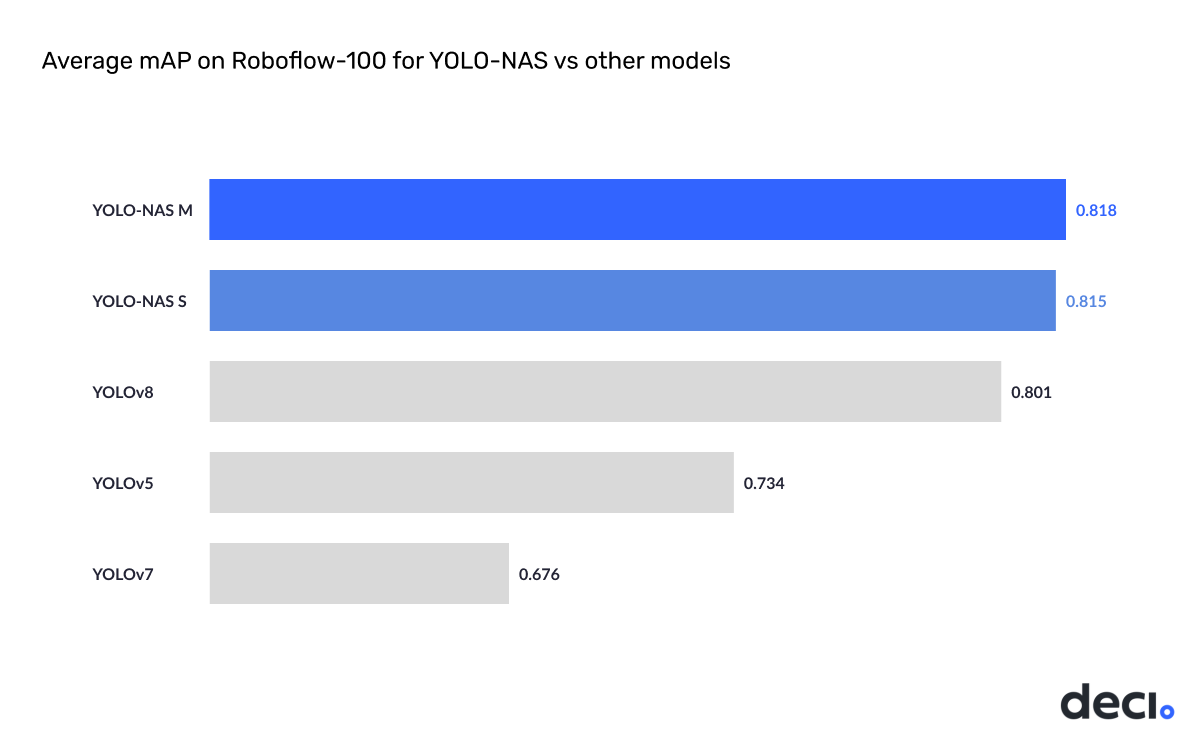 Average mAP on Roboflow-100 for YOLO-NAS vs other models
YOLO-NAS M 0.818
YOLO-NAS S 0.815
YOLOv8 0.801
YOLOv5 0.734
YOLOv7 0.676
deci.